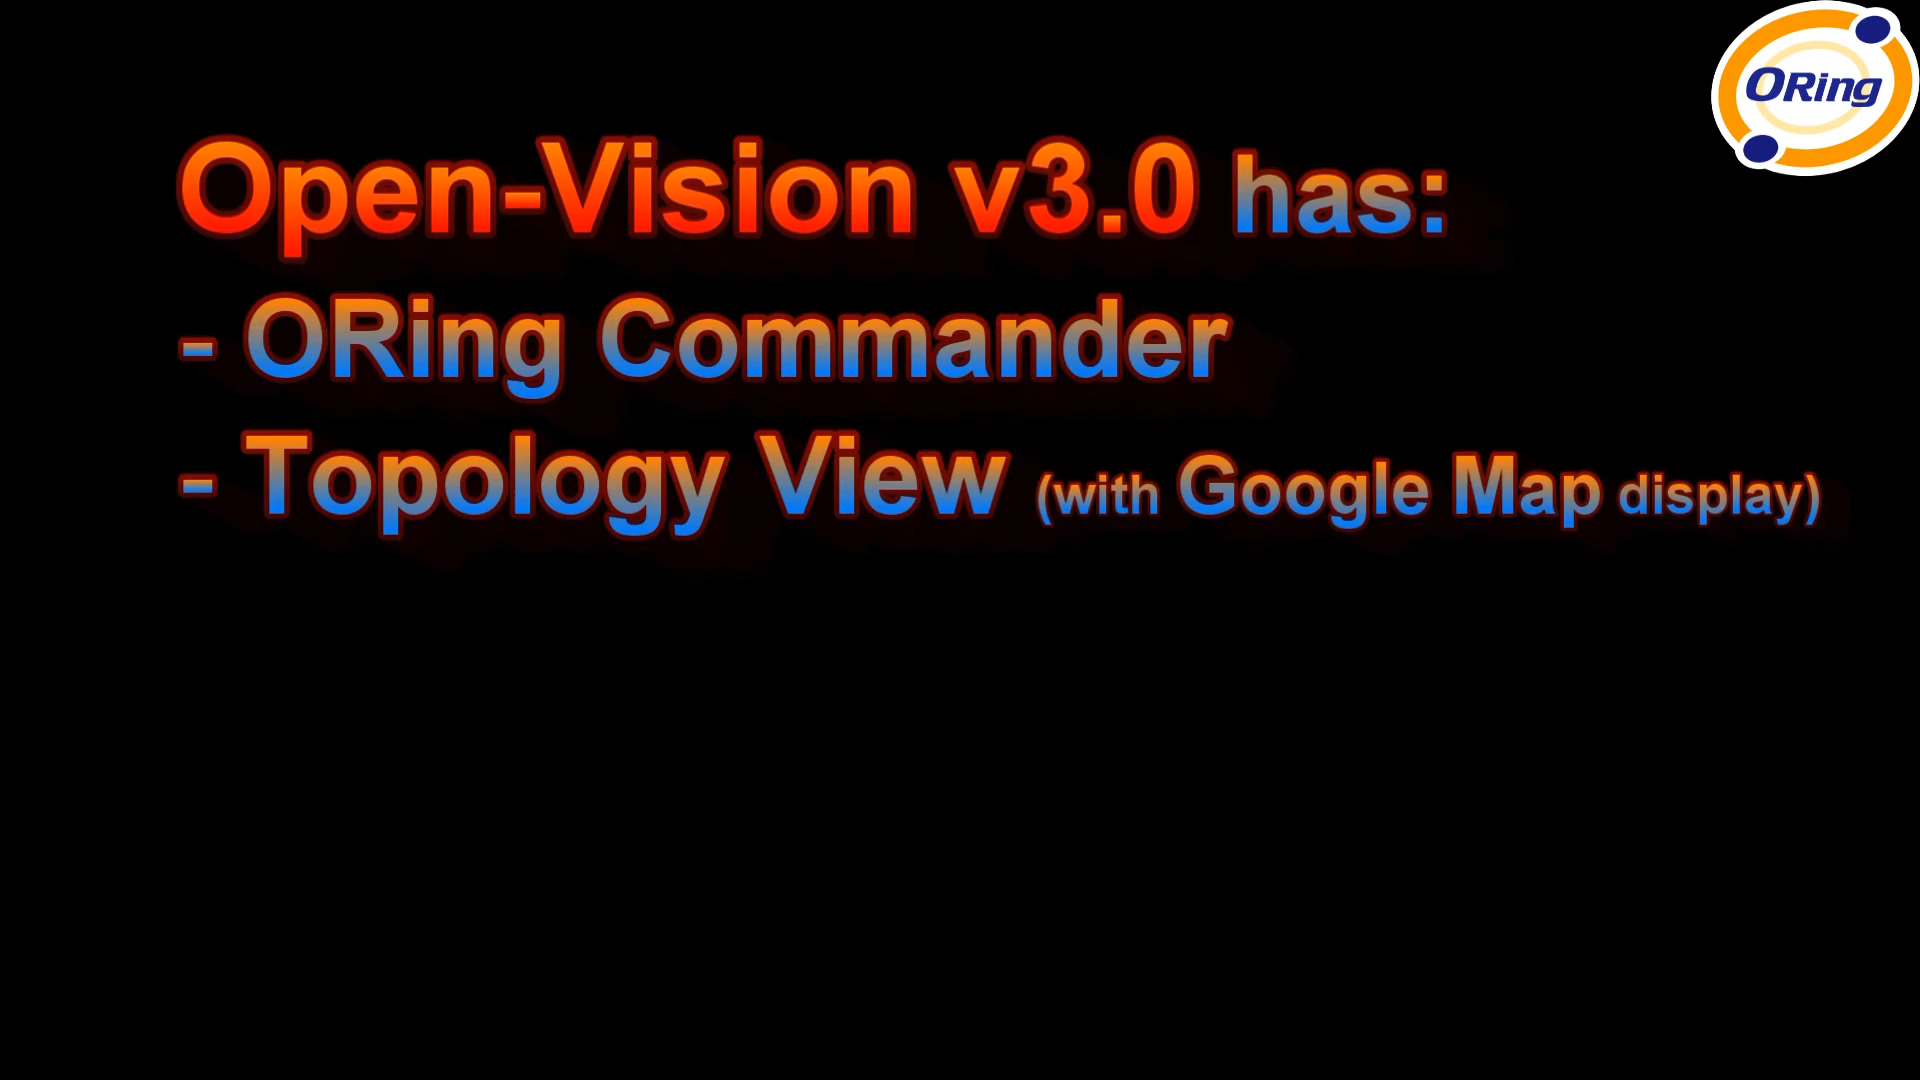 ORing
Open-Vision v3.0 has:
- ORing Commander
- Topology View (with Google Map display)